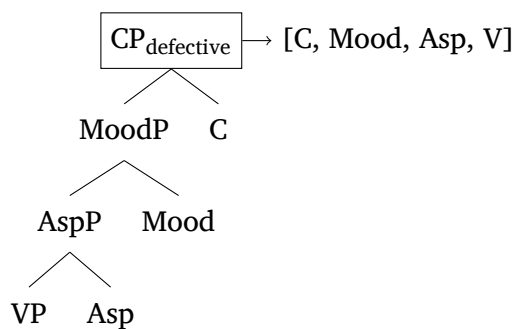 CPdefective → [C, Mood, Asp, V]
MoodP C
AspP Mood
VP Asp